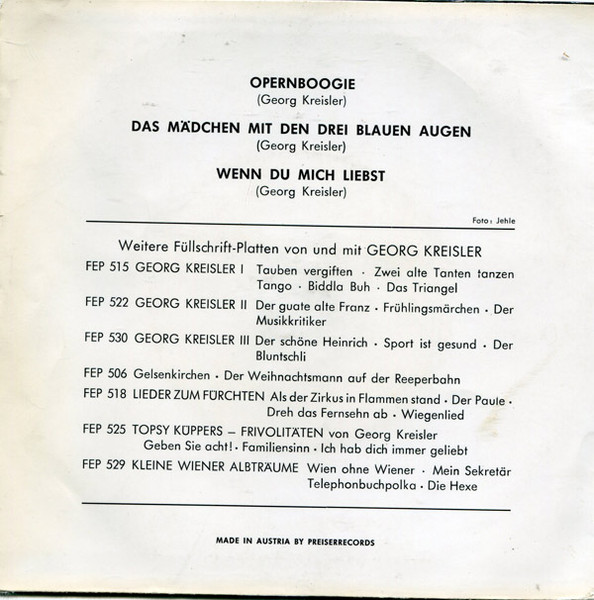 OPERNBOOGIE
(Georg Kreisler)
DAS MÄDCHEN MIT DEN DREI BLAUEN AUGEN
(Georg Kreisler)
WENN DU MICH LIEBST
(Georg Kreisler)
Foto: Jehle
Weitere Füllschrift-Platten von und mit GEORG KREISLER
FEP 515 GEORG KREISLER I Tauben vergiften · Zwei alte Tanten tanzen
Tango · Biddla Buh · Das Triangel
FEP 522 GEORG KREISLER II Der guate alte Franz · Frühlingsmärchen · Der
Musikkritiker
FEP 530 GEORG KREISLER III Der schöne Heinrich · Sport ist gesund · Der
Bluntschli
FEP 506 Gelsenkirchen · Der Weihnachtsmann auf der Reeperbahn
FEP 518 LIEDER ZUM FÜRCHTEN Als der Zirkus in Flammen stand · Der Paule ·
Dreh das Fernsehn ab · Wiegenlied
FEP 525 TOPSY KÜPPERS – FRIVOLITÄTEN von Georg Kreisler
Geben Sie acht! · Familiensinn · Ich hab dich immer geliebt
FEP 529 KLEINE WIENER ALBTRÄUME Wien ohne Wiener · Mein Sekretär
Telephonbuchpolka · Die Hexe
MADE IN AUSTRIA BY PREISERRECORDS